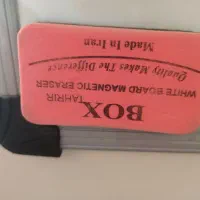 BOX
TAHRIR
WHITE BOARD MAGNETIC ERASER
Quality Makes The Difference
Made In Iran